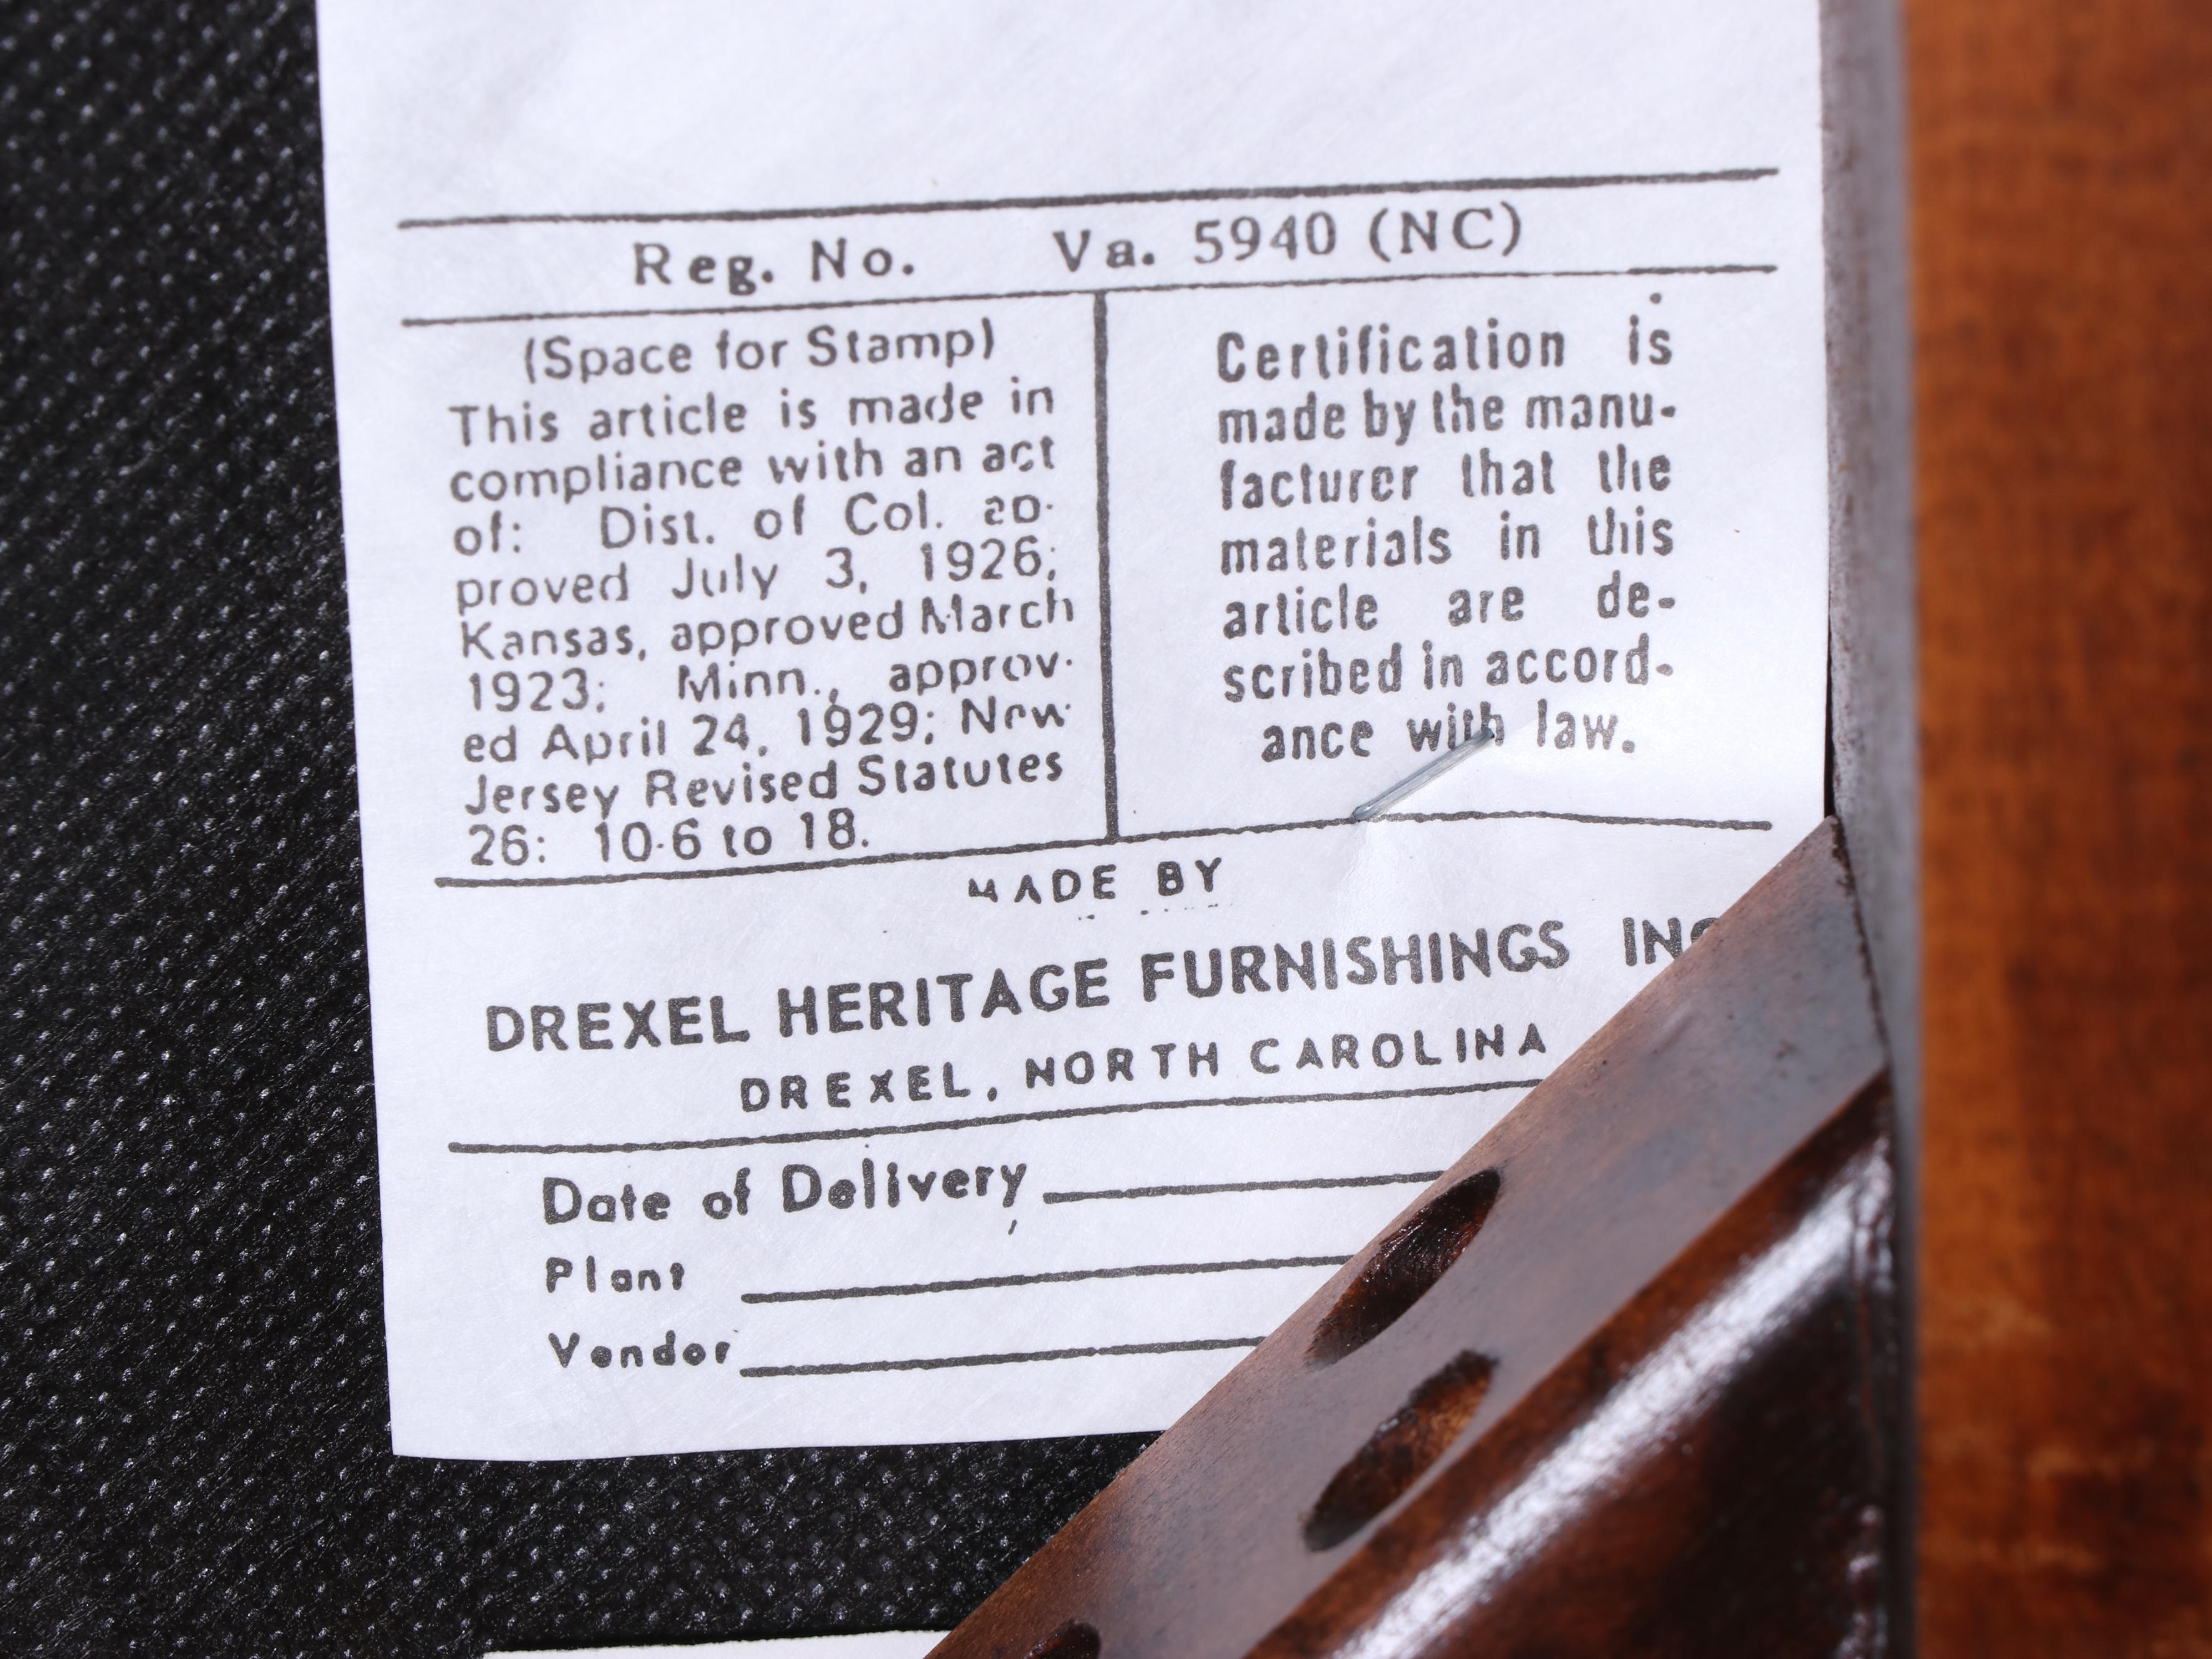 Reg. No. Va. 5940 (NC)
(Space for Stamp)
This article is made in
compliance with an act
of: Dist. of Col. ap-
proved July 3, 1926;
Kansas, approved March
1923; Minn., approv-
ed April 24, 1929; New
Jersey Revised Statutes
26: 10-6 to 18.
Certification is
made by the manu-
facturer that the
materials in this
article are de-
scribed in accord-
ance with law.
MADE BY
DREXEL HERITAGE FURNISHINGS INC
DREXEL, NORTH CAROLINA
Date of Delivery
Plant
Vendor